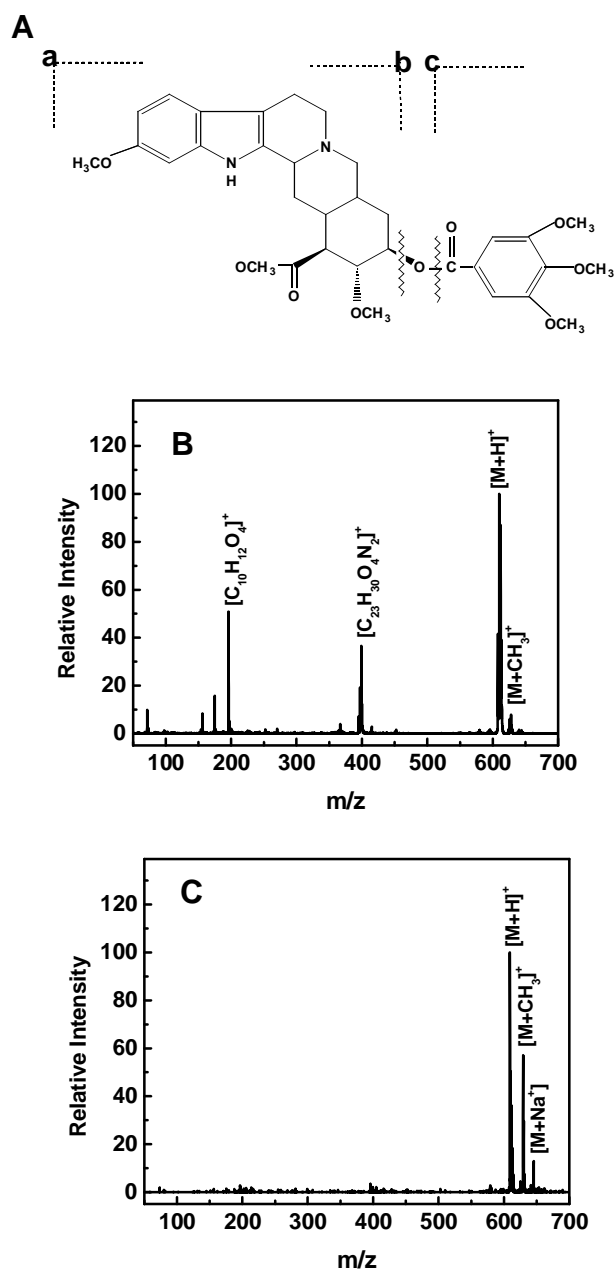 A
a b c
H₃CO
N
H
N
OCH₃
O
OCH₃
O
O
OCH₃
OCH₃
OCH₃
B
Relative Intensity
120
100
80
60
40
20
0
[C₁₀H₁₂O₄]⁺
[C₂₃H₃₀O₄N₂]⁺
[M+H]⁺
[M+CH₃]⁺
100 200 300 400 500 600 700
m/z
C
Relative Intensity
120
100
80
60
40
20
0
[M+H]⁺
[M+CH₃]⁺
[M+Na⁺]
100 200 300 400 500 600 700
m/z